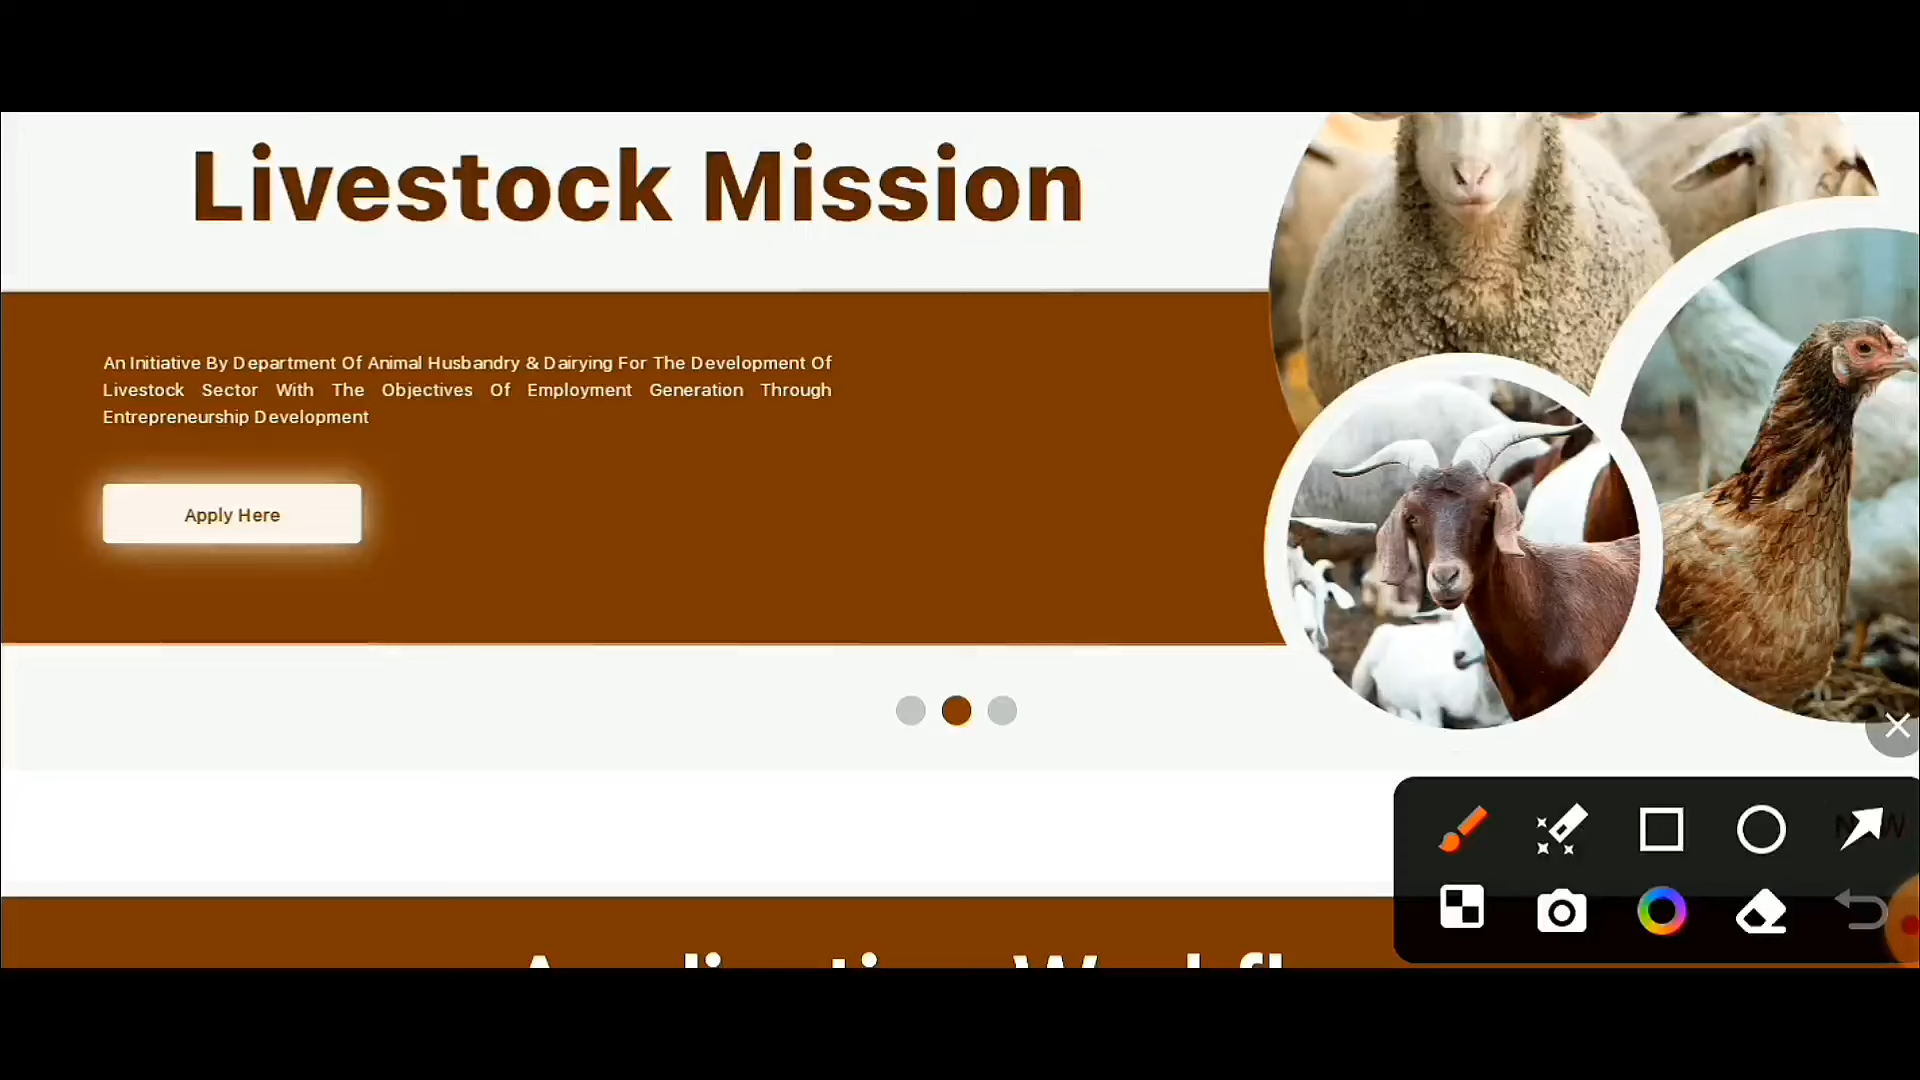 Livestock Mission
An Initiative By Department Of Animal Husbandry & Dairying For The Development Of
Livestock Sector With The Objectives Of Employment Generation Through
Entrepreneurship Development
Apply Here